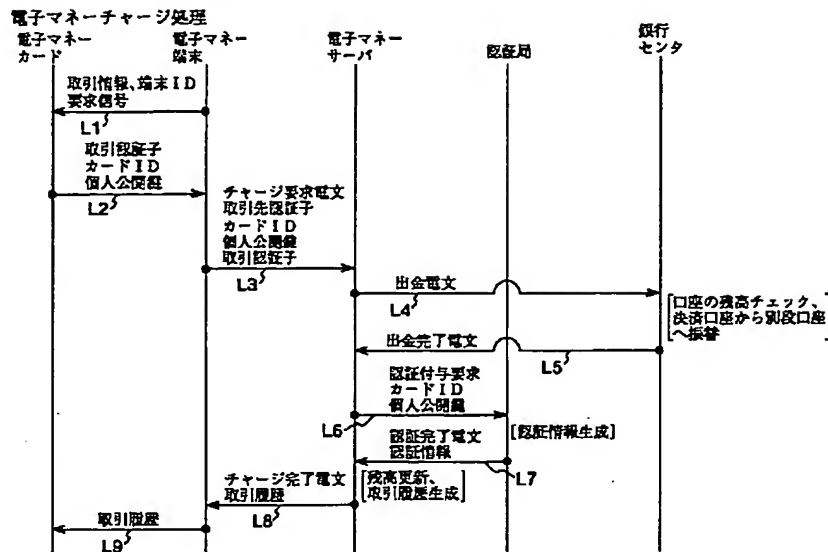 電子マネーチャージ処理
電子マネー
カード
電子マネー
端末
電子マネー
サーバ
認証局
銀行
センタ
取引情報、端末ID
要求信号
L1
取引認証子
カードID
個人公開鍵
L2
チャージ要求電文
取引先認証子
カードID
個人公開鍵
取引認証子
L3
出金電文
L4
[口座の残高チェック、
決済口座から別段口座
へ振替]
出金完了電文
L5
認証付与要求
カードID
個人公開鍵
L6
[認証情報生成]
認証完了電文
認証情報
L7
[残高更新、
取引履歴生成]
チャージ完了電文
取引履歴
L8
取引履歴
L9